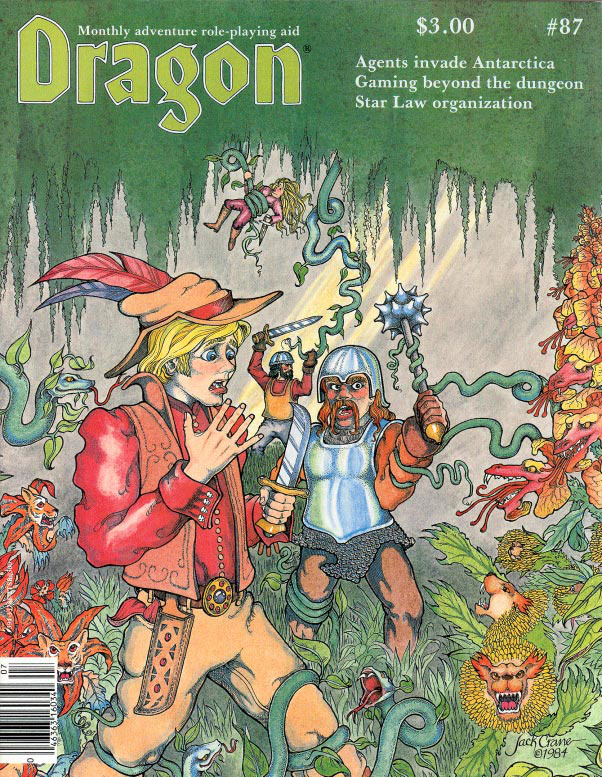 Monthly adventure role-playing aid
Dragon®
$3.00
#87
Agents invade Antarctica
Gaming beyond the dungeon
Star Law organization
07
Jack Crane
©1984